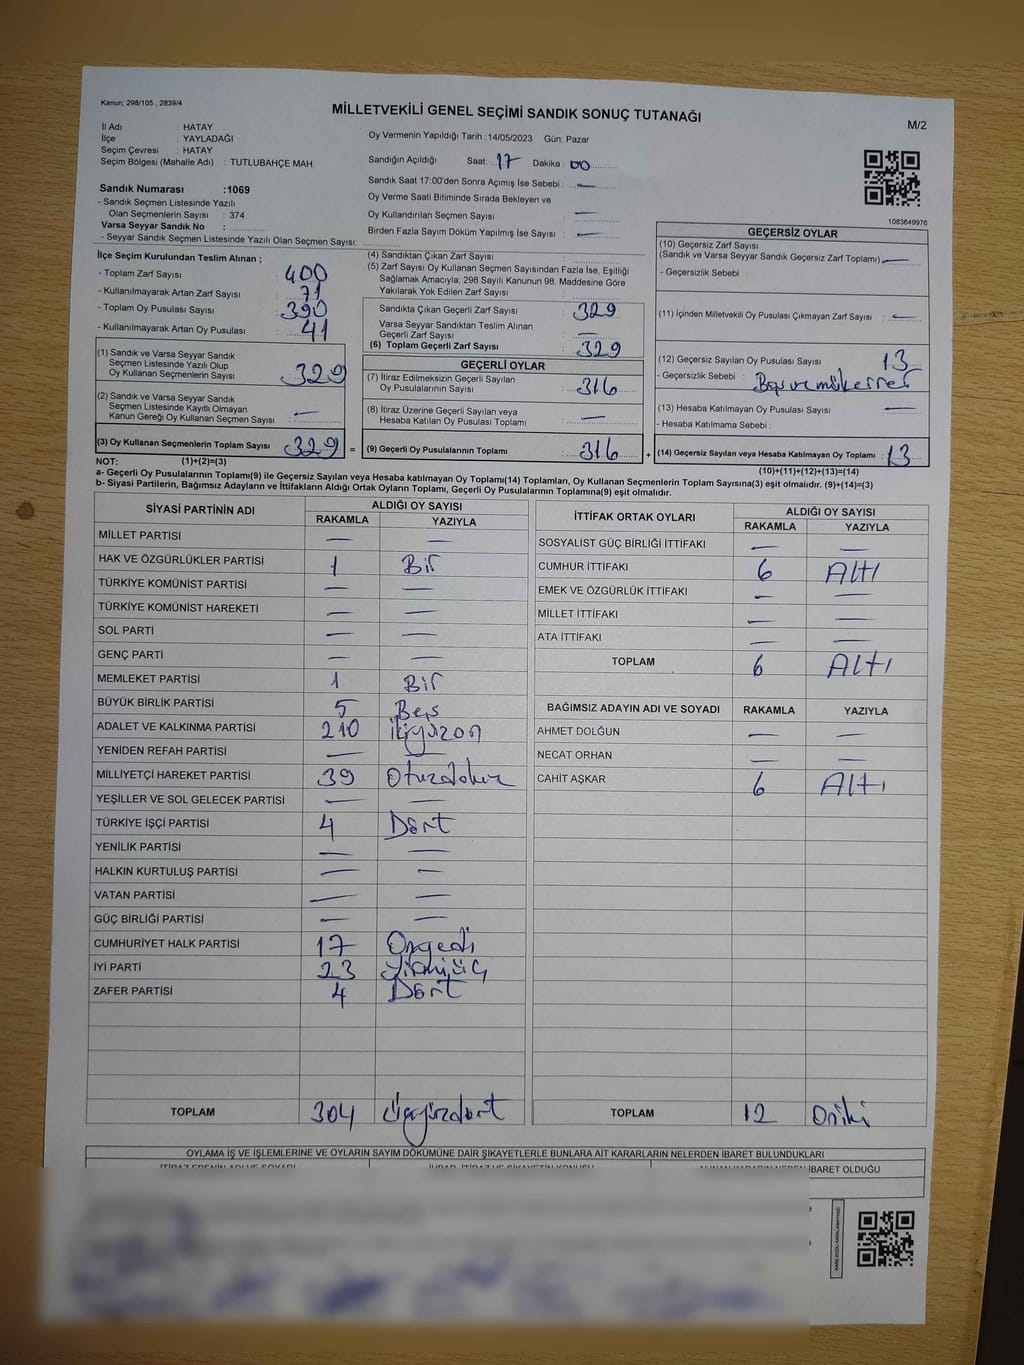 Kanun; 298/105 , 2839/4
MİLLETVEKİLİ GENEL SEÇİMİ SANDIK SONUÇ TUTANAĞI
M/2
İl Adı : HATAY
İlçe : YAYLADAĞI
Seçim Çevresi : HATAY
Seçim Bölgesi (Mahalle Adı) : TUTLUBAHÇE MAH.
Oy Vermenin Yapıldığı Tarih : 14/05/2023 Gün: Pazar
Sandığın Açıldığı Saat: 17 Dakika : 00
Sandık Saat 17:00'den Sonra Açımış İse Sebebi : —
Oy Verme Saati Bitiminde Sırada Bekleyen ve
Oy Kullandırılan Seçmen Sayısı : —
Birden Fazla Sayım Döküm Yapılmış İse Sayısı : —
1083649976
Sandık Numarası :1069
- Sandık Seçmen Listesinde Yazılı
Olan Seçmenlerin Sayısı : 374
Varsa Seyyar Sandık No :
- Seyyar Sandık Seçmen Listesinde Yazılı Olan Seçmen Sayısı:
İlçe Seçim Kurulundan Teslim Alınan ;
- Toplam Zarf Sayısı : 400
- Kullanılmayarak Artan Zarf Sayısı : 71
- Toplam Oy Pusulası Sayısı : 390
- Kullanılmayarak Artan Oy Pusulası : 41
(1) Sandık ve Varsa Seyyar Sandık
Seçmen Listesinde Yazılı Olup
Oy Kullanan Seçmenlerin Sayısı : 329
(2) Sandık ve Varsa Seyyar Sandık
Seçmen Listesinde Kayıtlı Olmayan
Kanun Gereği Oy Kullanan Seçmen Sayısı : —
(3) Oy Kullanan Seçmenlerin Toplam Sayısı : 329 =
(4) Sandıktan Çıkan Zarf Sayısı :
(5) Zarf Sayısı Oy Kullanan Seçmen Sayısından Fazla İse, Eşitliği
Sağlamak Amacıyla; 298 Sayılı Kanunun 98. Maddesine Göre
Yakılarak Yok Edilen Zarf Sayısı :
Sandıkta Çıkan Geçerli Zarf Sayısı : 329
Varsa Seyyar Sandıktan Teslim Alınan
Geçerli Zarf Sayısı : —
(6) Toplam Geçerli Zarf Sayısı : 329
GEÇERLİ OYLAR
(7) İtiraz Edilmeksizin Geçerli Sayılan
Oy Pusulalarının Sayısı : 316
(8) İtiraz Üzerine Geçerli Sayılan veya
Hesaba Katılan Oy Pusulaları Toplamı : —
(9) Geçerli Oy Pusulalarının Toplamı : 316 +
GEÇERSİZ OYLAR
(10) Geçersiz Zarf Sayısı
(Sandık ve Varsa Seyyar Sandık Geçersiz Zarf Toplamı) —
- Geçersizlik Sebebi :
(11) İçinden Milletvekili Oy Pusulası Çıkmayan Zarf Sayısı : —
(12) Geçersiz Sayılan Oy Pusulası Sayısı : 13
- Geçersizlik Sebebi :
(13) Hesaba Katılmayan Oy Pusulası Sayısı : —
- Hesaba Katılmama Sebebi :
(14) Geçersiz Sayılan veya Hesaba Katılmayan Oy Toplamı : 13
NOT: (1)+(2)=(3)
(10)+(11)+(12)+(13)=(14)
a- Geçerli Oy Pusulalarının Toplamı(9) ile Geçersiz Sayılan veya Hesaba katılmayan Oy Toplamı(14) Toplamları, Oy Kullanan Seçmenlerin Toplam Sayısına(3) eşit olmalıdır. (9)+(14)=(3)
b- Siyasi Partilerin, Bağımsız Adayların ve İttifakların Aldığı Ortak Oyların Toplamı, Geçerli Oy Pusulalarının Toplamına(9) eşit olmalıdır.
SİYASİ PARTİNİN ADI ALDIĞI OY SAYISI
RAKAMLA YAZIYLA
MİLLET PARTİSİ — —
HAK VE ÖZGÜRLÜKLER PARTİSİ 1 Bir
TÜRKİYE KOMÜNİST PARTİSİ — —
TÜRKİYE KOMÜNİST HAREKETİ — —
SOL PARTİ — —
GENÇ PARTİ — —
MEMLEKET PARTİSİ 1 Bir
BÜYÜK BİRLİK PARTİSİ 5 Beş
ADALET VE KALKINMA PARTİSİ 210 ikiyüzon
YENİDEN REFAH PARTİSİ — —
MİLLİYETÇİ HAREKET PARTİSİ 39 Otuzdokuz
YEŞİLLER VE SOL GELECEK PARTİSİ — —
TÜRKİYE İŞÇİ PARTİSİ 4 Dört
YENİLİK PARTİSİ — —
HALKIN KURTULUŞ PARTİSİ — —
VATAN PARTİSİ — —
GÜÇ BİRLİĞİ PARTİSİ — —
CUMHURİYET HALK PARTİSİ 17 Onyedi
İYİ PARTİ 23 Yirmiüç
ZAFER PARTİSİ 4 Dört
TOPLAM 304 Üçyüzdört
İTTİFAK ORTAK OYLARI ALDIĞI OY SAYISI
RAKAMLA YAZIYLA
SOSYALİST GÜÇ BİRLİĞİ İTTİFAKI — —
CUMHUR İTTİFAKI 6 Altı
EMEK VE ÖZGÜRLÜK İTTİFAKI — —
MİLLET İTTİFAKI — —
ATA İTTİFAKI — —
TOPLAM 6 Altı
BAĞIMSIZ ADAYIN ADI VE SOYADI RAKAMLA YAZIYLA
AHMET DOLĞUN — —
NECAT ORHAN — —
CAHİT AŞKAR 6 Altı
TOPLAM 12 Oniki
OYLAMA İŞ VE İŞLEMLERİNE VE OYLARIN SAYIM DÖKÜMÜNE DAİR ŞİKAYETLERLE BUNLARA AİT KARARLARIN NELERDEN İBARET BULUNDUKLARI
İBARET OLDUĞU